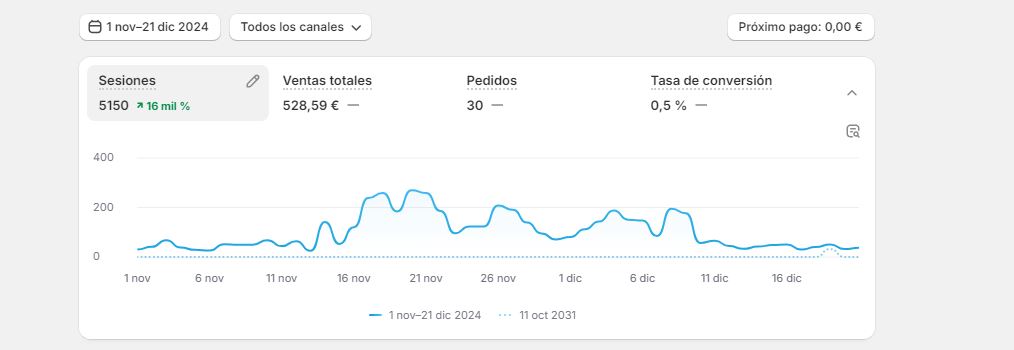 1 nov–21 dic 2024 Todos los canales Próximo pago: 0,00 €
Sesiones Ventas totales Pedidos Tasa de conversión
5150 16 mil % 528,59 € — 30 — 0,5 % —
400
200
0
1 nov 6 nov 11 nov 16 nov 21 nov 26 nov 1 dic 6 dic 11 dic 16 dic
1 nov–21 dic 2024 11 oct 2031